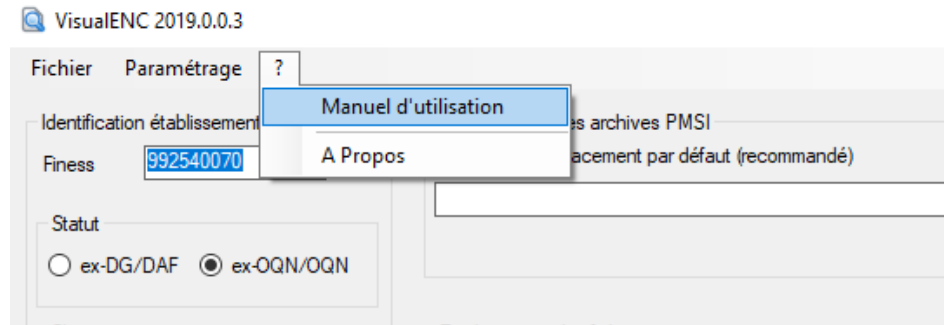 VisualENC 2019.0.0.3
Fichier Paramétrage ?
Manuel d'utilisation
A Propos
Identification établissement
Finess 992540070
Statut
ex-DG/DAF ex-OQN/OQN
s archives PMSI
acement par défaut (recommandé)